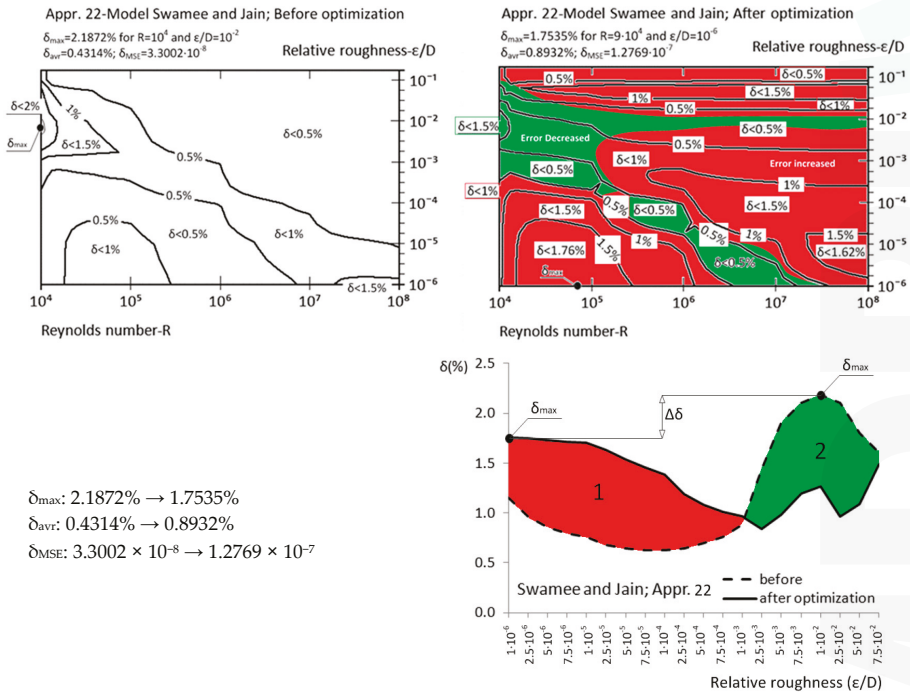 Appr. 22-Model Swamee and Jain; Before optimization
δmax=2.1872% for R=10⁴ and ε/D=10⁻²
δavr=0.4314%; δMSE=3.3002·10⁻⁸
Relative roughness-ε/D
δ<2%
1%
δmax
δ<1.5%
δ<0.5%
0.5%
0.5%
0.5%
δ<0.5%
δ<1%
δ<1%
δ<1.5%
10⁻¹
10⁻²
10⁻³
10⁻⁴
10⁻⁵
10⁻⁶
10⁴
10⁵
10⁶
10⁷
10⁸
Reynolds number-R
Appr. 22-Model Swamee and Jain; After optimization
δmax=1.7535% for R=9·10⁴ and ε/D=10⁻⁶
δavr=0.8932%; δMSE=1.2769·10⁻⁷
Relative roughness-ε/D
0.5%
δ<0.5%
δ<1.5%
1%
δ<1%
0.5%
δ<1.5%
Error Decreased
δ<0.5%
0.5%
δ<1%
Error increased
δ<0.5%
δ<1%
1%
δ<1.5%
0.5%
δ<0.5%
δ<1.5%
0.5%
1%
1.5%
1%
1.5%
δ<1.76%
δ<1.62%
δ<0.5%
δmax
10⁻¹
10⁻²
10⁻³
10⁻⁴
10⁻⁵
10⁻⁶
10⁴
10⁵
10⁶
10⁷
10⁸
Reynolds number-R
δmax: 2.1872% → 1.7535%
δavr: 0.4314% → 0.8932%
δMSE: 3.3002 × 10⁻⁸ → 1.2769 × 10⁻⁷
δ(%)
2.5
2.0
1.5
1.0
0.5
0.0
δmax
Δδ
δmax
1
2
Swamee and Jain; Appr. 22
before
after optimization
1·10⁻⁶
2.5·10⁻⁶
5·10⁻⁶
7.5·10⁻⁶
1·10⁻⁵
2.5·10⁻⁵
5·10⁻⁵
7.5·10⁻⁵
1·10⁻⁴
2.5·10⁻⁴
5·10⁻⁴
7.5·10⁻⁴
1·10⁻³
2.5·10⁻³
5·10⁻³
7.5·10⁻³
1·10⁻²
2.5·10⁻²
5·10⁻²
7.5·10⁻²
Relative roughness (ε/D)